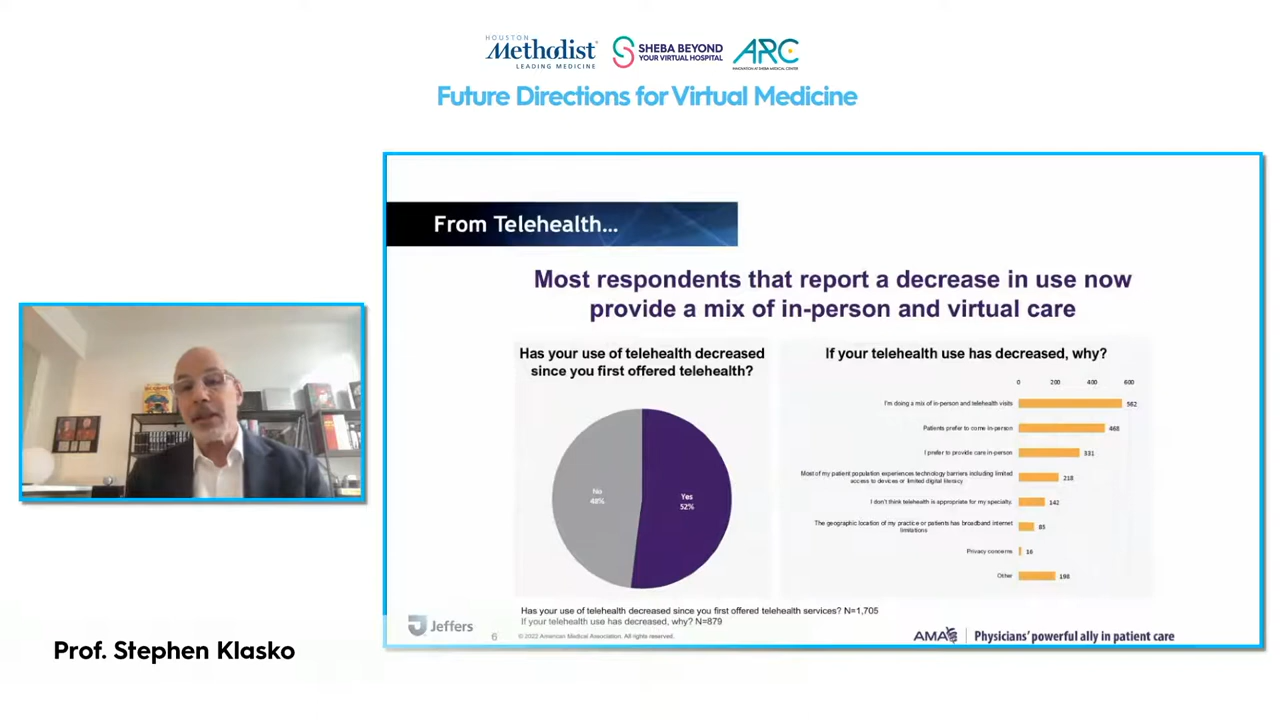 HOUSTON
Methodist
LEADING MEDICINE
SHEBA BEYOND
YOUR VIRTUAL HOSPITAL
ARC
INNOVATION AT SHEBA MEDICAL CENTER
Future Directions for Virtual Medicine
From Telehealth...
Most respondents that report a decrease in use now
provide a mix of in-person and virtual care
Has your use of telehealth decreased
since you first offered telehealth?
No
48%
Yes
52%
If your telehealth use has decreased, why?
0 200 400 600
I'm doing a mix of in-person and telehealth visits 562
Patients prefer to come in-person 468
I prefer to provide care in-person 331
Most of my patient population experiences technology barriers including limited
access to devices or limited digital literacy 218
I don't think telehealth is appropriate for my specialty. 142
The geographic location of my practice or patients has broadband internet
limitations 85
Privacy concerns 16
Other 198
Has your use of telehealth decreased since you first offered telehealth services? N=1,705
If your telehealth use has decreased, why? N=879
Jeffers
6
© 2022 American Medical Association. All rights reserved.
AMA
Physicians' powerful ally in patient care
Prof. Stephen Klasko